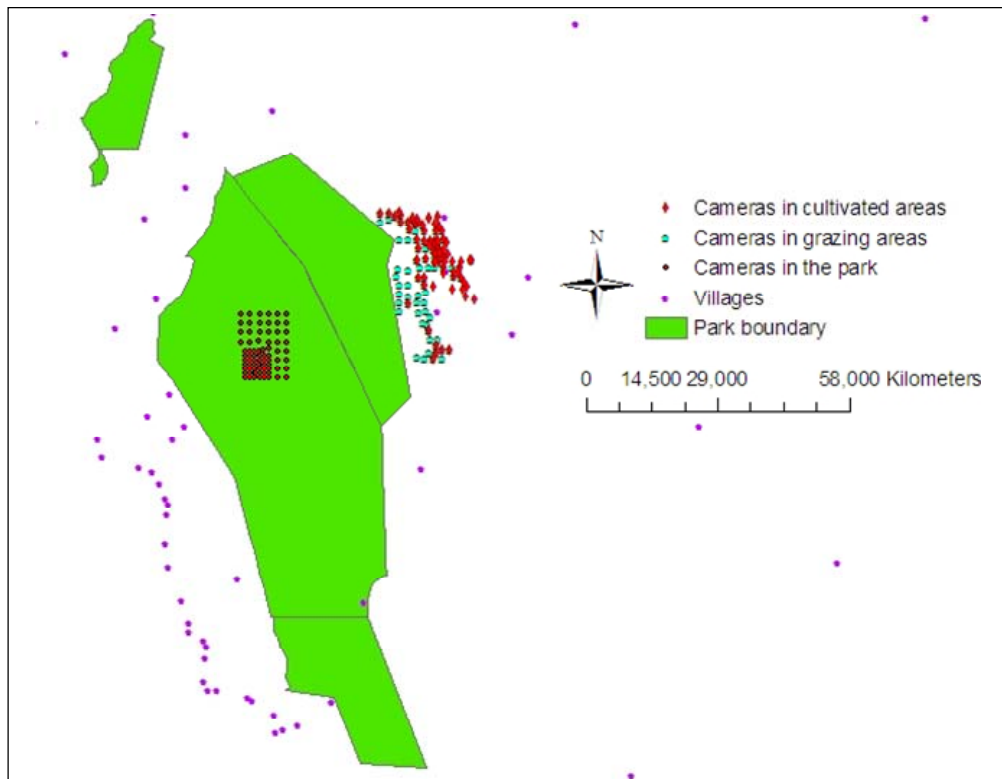 Cameras in cultivated areas
N
Cameras in grazing areas
Cameras in the park
Villages
Park boundary
0 14,500 29,000 58,000 Kilometers